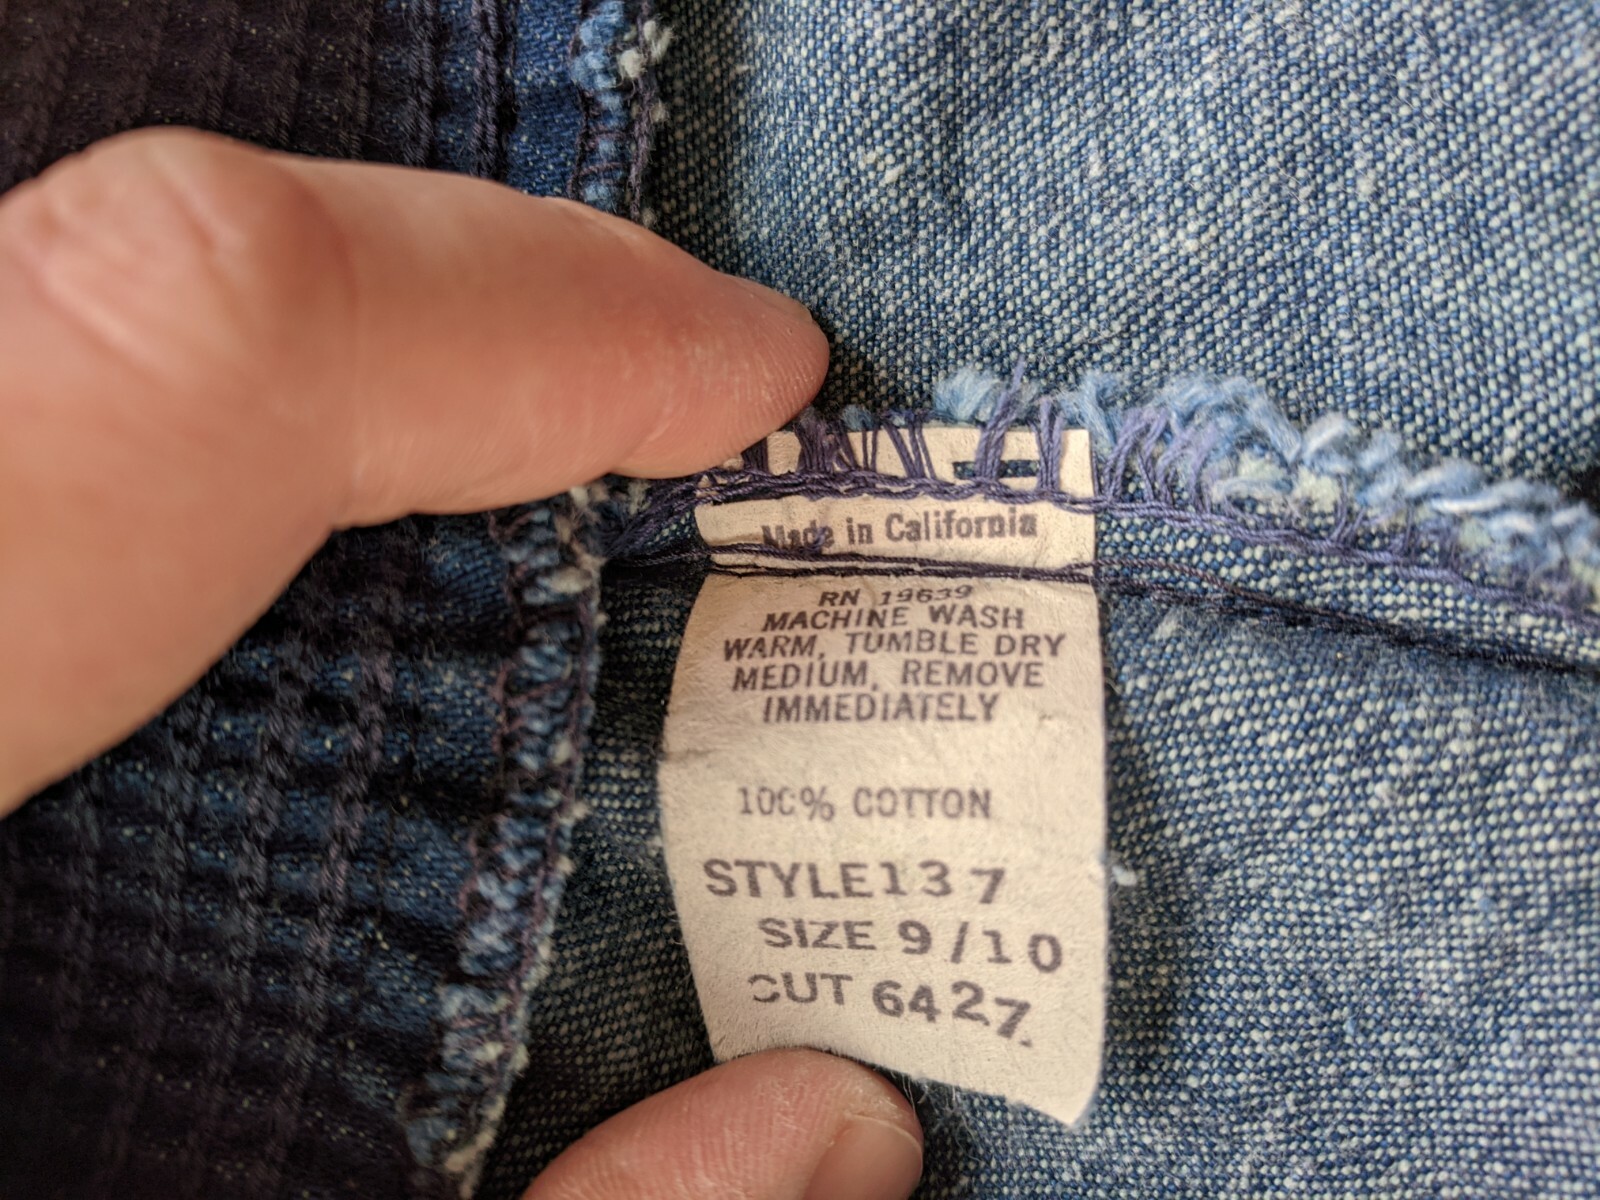 Made in California
RN 19639
MACHINE WASH
WARM, TUMBLE DRY
MEDIUM, REMOVE
IMMEDIATELY
100% COTTON
STYLE 137
SIZE 9/10
CUT 6427